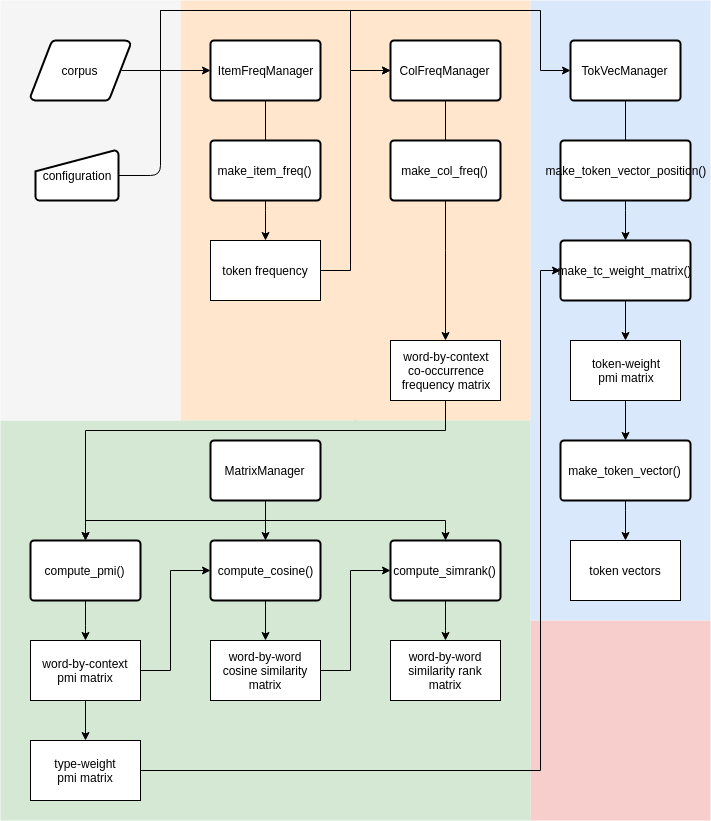 corpus
ItemFreqManager
ColFreqManager
TokVecManager
configuration
make_item_freq()
make_col_freq()
make_token_vector_position()
token frequency
make_tc_weight_matrix()
word-by-context
co-occurrence
frequency matrix
token-weight
pmi matrix
MatrixManager
make_token_vector()
compute_pmi()
compute_cosine()
compute_simrank()
token vectors
word-by-context
pmi matrix
word-by-word
cosine similarity
matrix
word-by-word
similarity rank
matrix
type-weight
pmi matrix